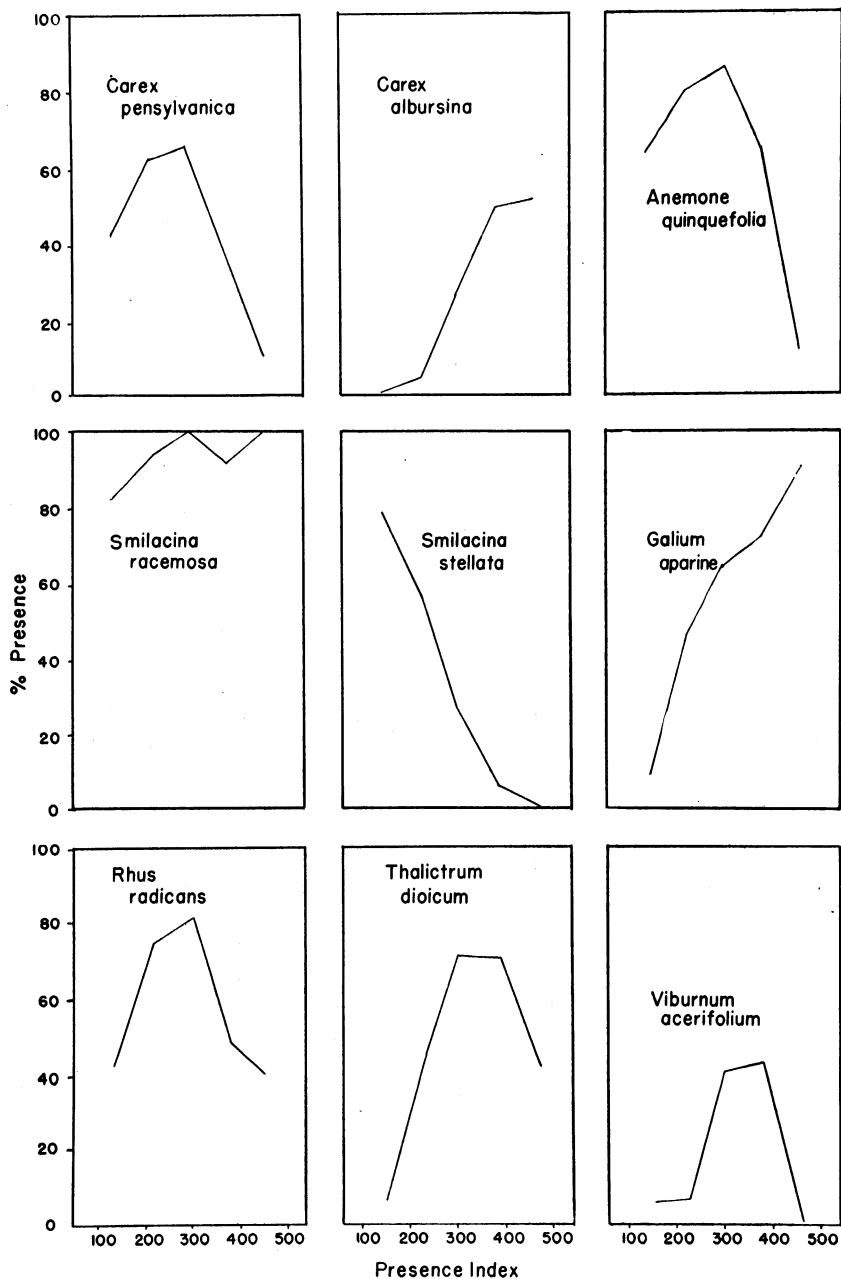 100
80
60
40
20
0
Carex
pensylvanica
Carex
albursina
Anemone
quinquefolia
100
80
60
40
20
0
% Presence
Smilacina
racemosa
Smilacina
stellata
Galium
aparine
100
80
60
40
20
0
Rhus
radicans
Thalictrum
dioicum
Viburnum
acerifolium
100 200 300 400 500
100 200 300 400 500
100 200 300 400 500
Presence Index